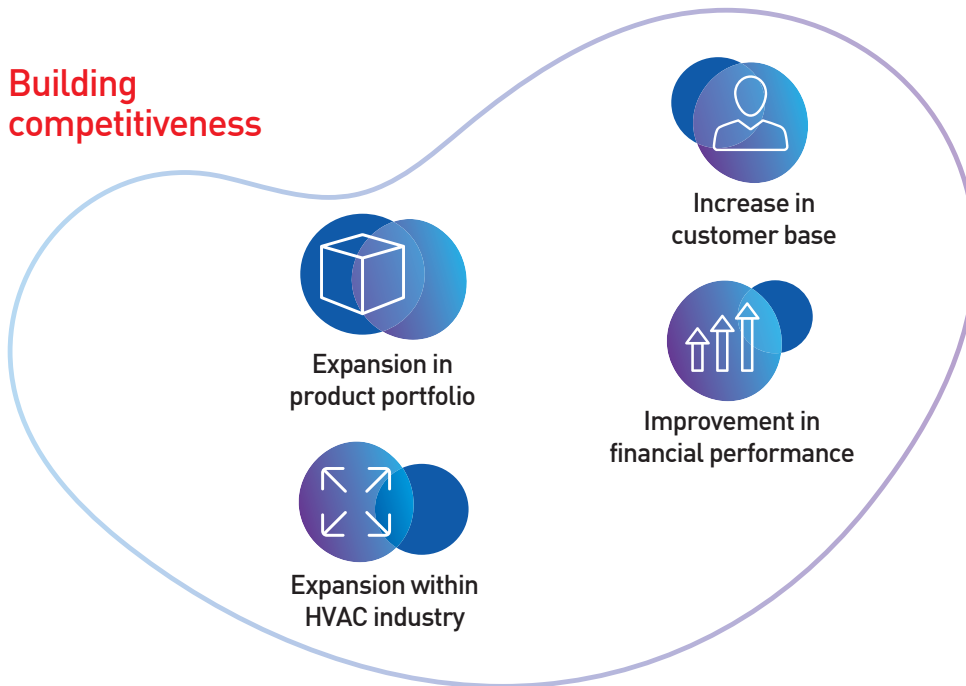 Building
competitiveness
Increase in
customer base
Expansion in
product portfolio
Improvement in
financial performance
Expansion within
HVAC industry